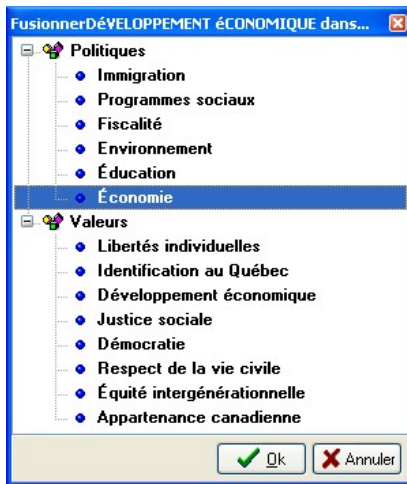 FusionnerDéVELOPPEMENT éCONOMIQUE dans...
Politiques
Immigration
Programmes sociaux
Fiscalité
Environnement
Éducation
Économie
Valeurs
Libertés individuelles
Identification au Québec
Développement économique
Justice sociale
Démocratie
Respect de la vie civile
Équité intergénérationnelle
Appartenance canadienne
Ok Annuler